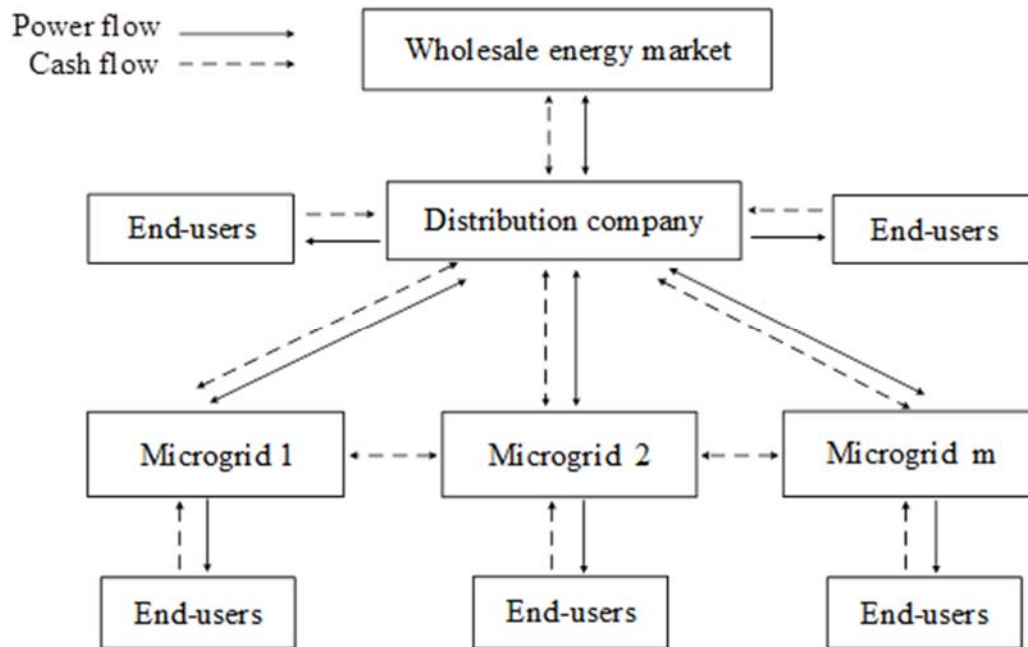 Power flow
Cash flow
Wholesale energy market
End-users
Distribution company
End-users
Microgrid 1
Microgrid 2
Microgrid m
End-users
End-users
End-users